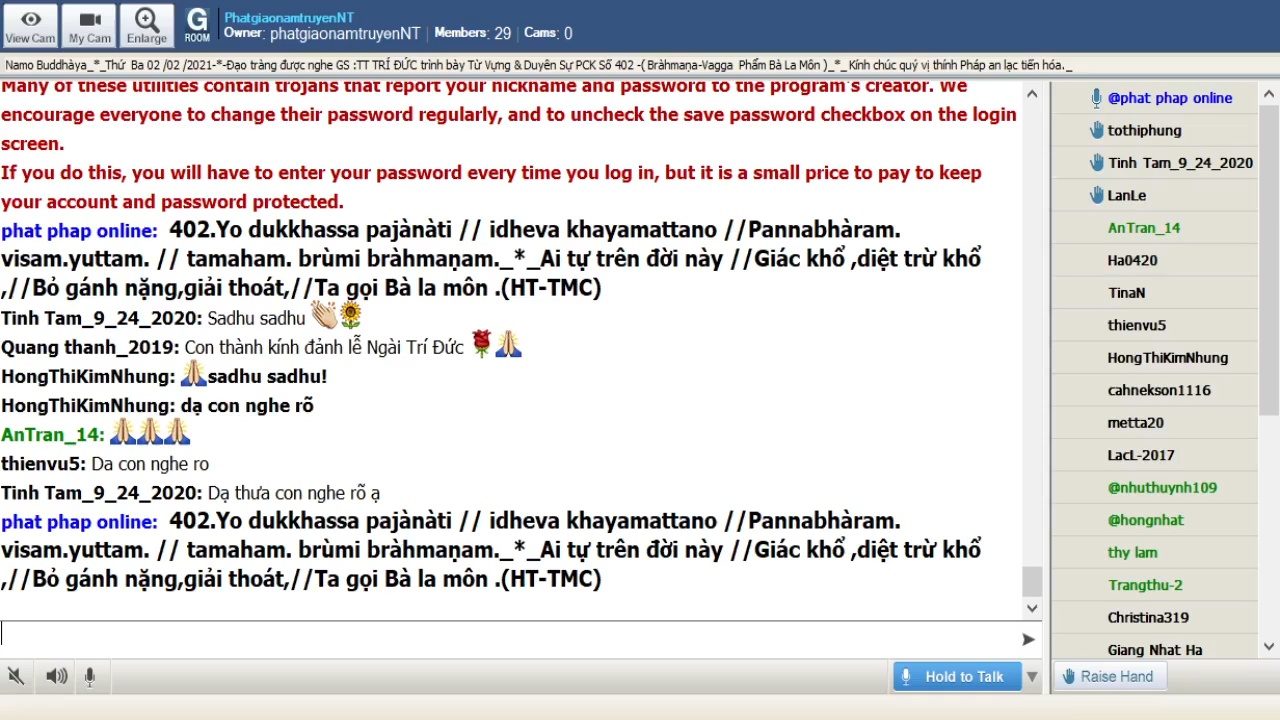 View Cam
My Cam
Enlarge
G
ROOM
PhatgiaonamtruyenNT
Owner: phatgiaonamtruyenNT | Members: 29 | Cams: 0
Namo Buddhàya_*_Thứ Ba 02 /02 /2021-*-Đạo tràng được nghe GS :TT TRÍ ĐỨC trình bày Từ Vựng & Duyên Sự PCK Số 402 -( Bràhmaṇa-Vagga Phẩm Bà La Môn )_*_ Kính chúc quý vị thính Pháp an lạc tiến hóa._
Many of these utilities contain trojans that report your nickname and password to the program's creator. We
encourage everyone to change their password regularly, and to uncheck the save password checkbox on the login
screen.
If you do this, you will have to enter your password every time you log in, but it is a small price to pay to keep
your account and password protected.
phat phap online: 402.Yo dukkhassa pajànàti // idheva khayamattano //Pannabhàram.
visam.yuttam. // tamaham. brùmi bràhmaṇam._*_Ai tự trên đời này //Giác khổ ,diệt trừ khổ
,//Bỏ gánh nặng,giải thoát,//Ta gọi Bà la môn .(HT-TMC)
Tinh Tam_9_24_2020: Sadhu sadhu
Quang thanh_2019: Con thành kính đảnh lễ Ngài Trí Đức
HongThiKimNhung: sadhu sadhu!
HongThiKimNhung: dạ con nghe rõ
AnTran_14:
thienvu5: Da con nghe ro
Tinh Tam_9_24_2020: Dạ thưa con nghe rõ ạ
phat phap online: 402.Yo dukkhassa pajànàti // idheva khayamattano //Pannabhàram.
visam.yuttam. // tamaham. brùmi bràhmaṇam._*_Ai tự trên đời này //Giác khổ ,diệt trừ khổ
,//Bỏ gánh nặng,giải thoát,//Ta gọi Bà la môn .(HT-TMC)
Hold to Talk
@phat phap online
tothiphung
Tinh Tam_9_24_2020
LanLe
AnTran_14
Ha0420
TinaN
thienvu5
HongThiKimNhung
cahnekson1116
metta20
LacL-2017
@nhuthuynh109
@hongnhat
thy lam
Trangthu-2
Christina319
Giang Nhat Ha
Raise Hand